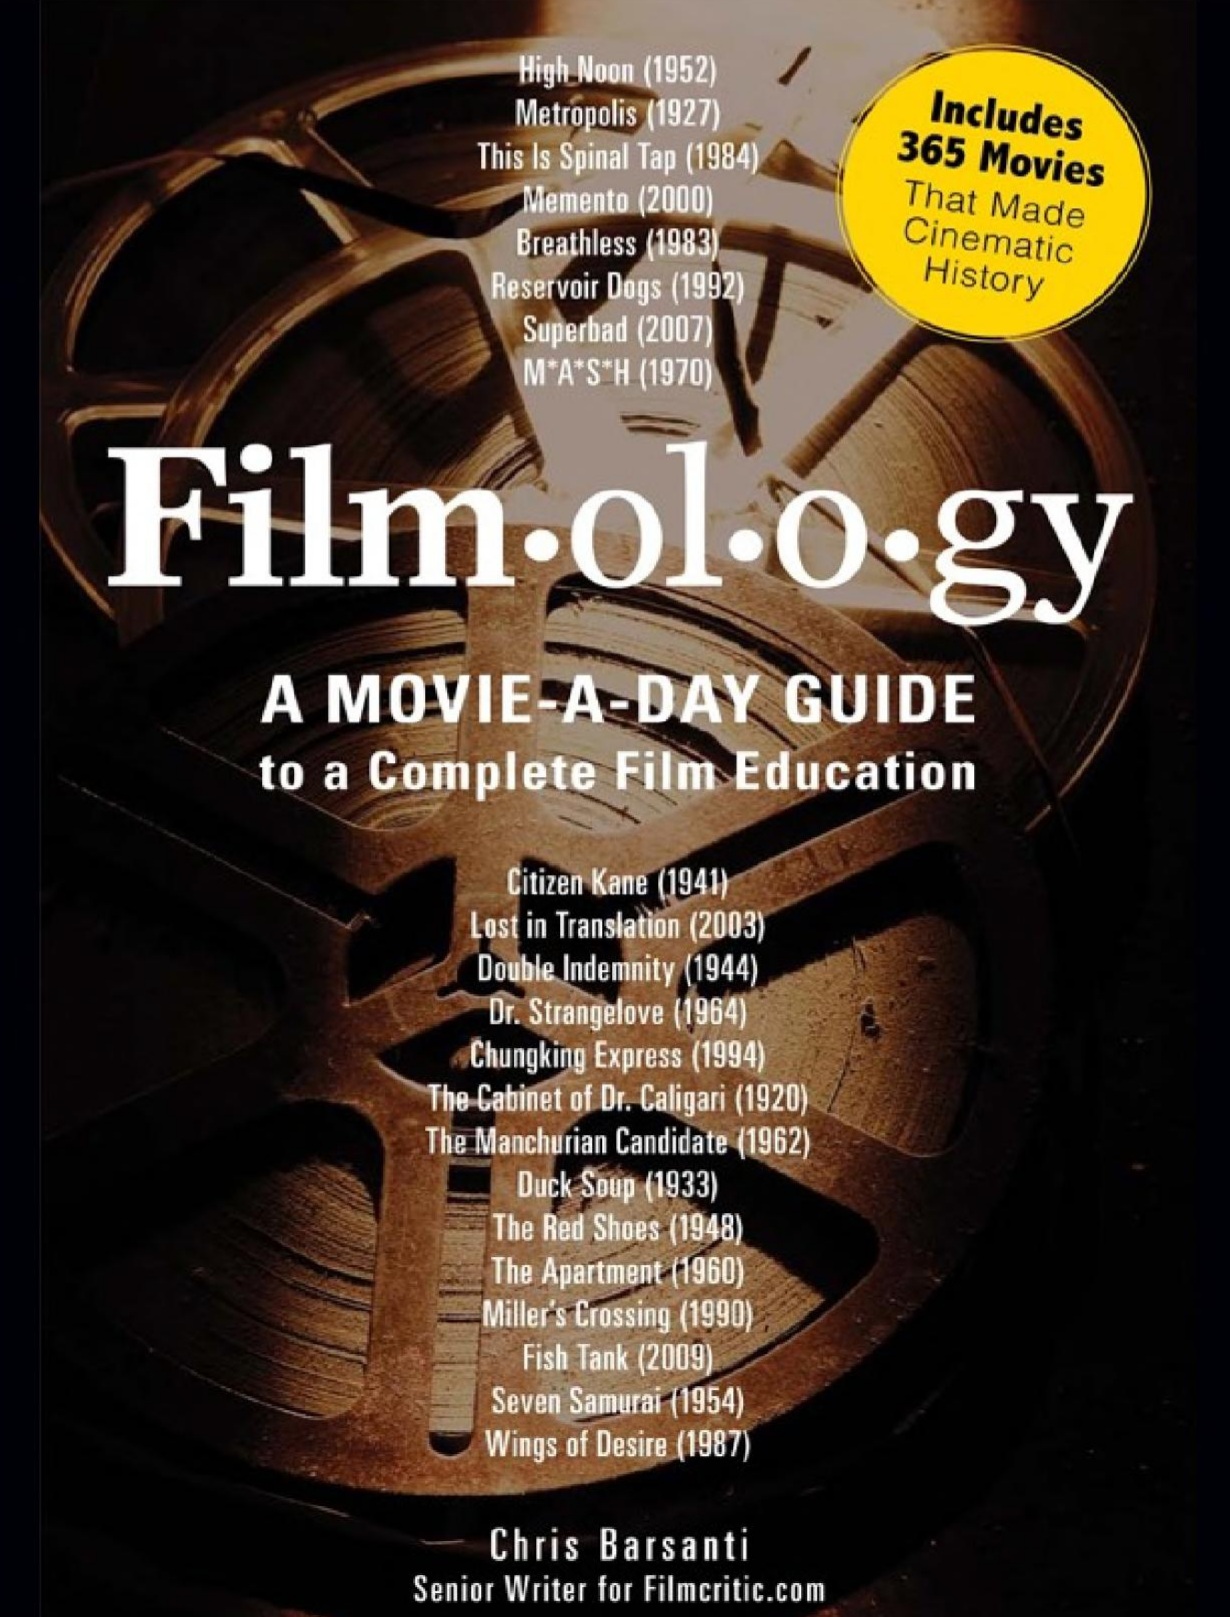 High Noon (1952)
Metropolis (1927)
This Is Spinal Tap (1984)
Memento (2000)
Breathless (1983)
Reservoir Dogs (1992)
Superbad (2007)
M*A*S*H (1970)
Includes
365 Movies
That Made
Cinematic
History
Film•ol•o•gy
A MOVIE-A-DAY GUIDE
to a Complete Film Education
Citizen Kane (1941)
Lost in Translation (2003)
Double Indemnity (1944)
Dr. Strangelove (1964)
Chungking Express (1994)
The Cabinet of Dr. Caligari (1920)
The Manchurian Candidate (1962)
Duck Soup (1933)
The Red Shoes (1948)
The Apartment (1960)
Miller's Crossing (1990)
Fish Tank (2009)
Seven Samurai (1954)
Wings of Desire (1987)
Chris Barsanti
Senior Writer for Filmcritic.com